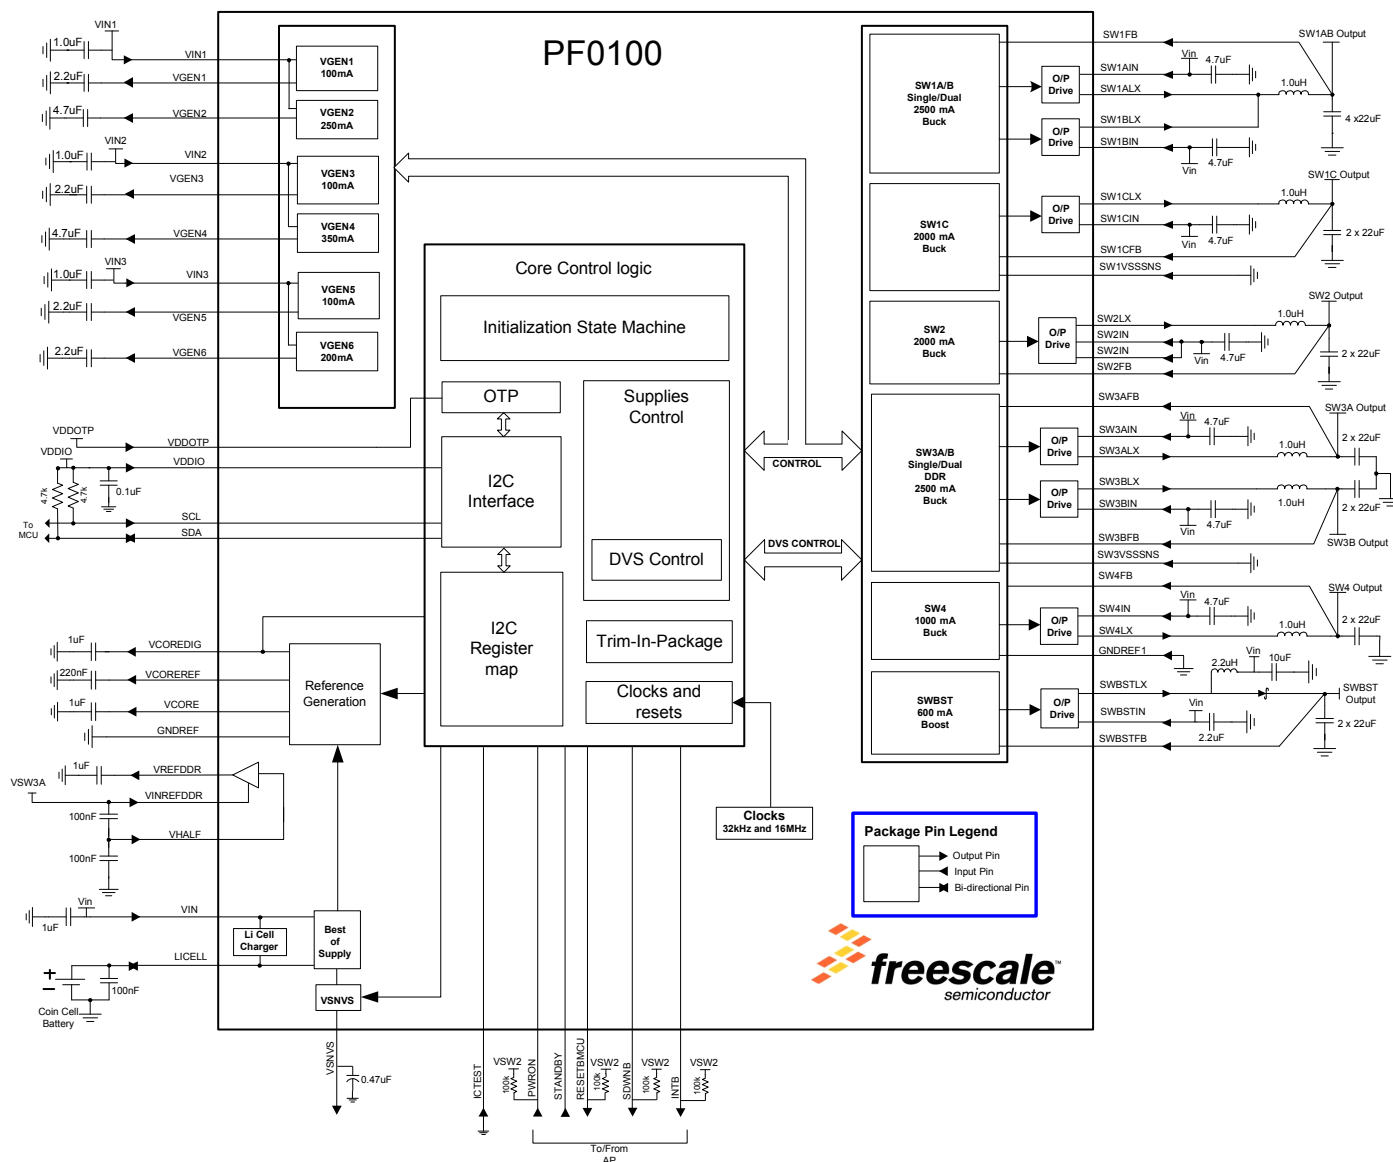 PF0100
VIN1
1.0uF
VIN1
2.2uF
VGEN1
4.7uF
VGEN2
VIN2
1.0uF
VIN2
VGEN3
2.2uF
4.7uF
VGEN4
VIN3
1.0uF
VIN3
2.2uF
VGEN5
2.2uF
VGEN6
VGEN1
100mA
VGEN2
250mA
VGEN3
100mA
VGEN4
350mA
VGEN5
100mA
VGEN6
200mA
VDDOTP
VDDOTP
VDDIO
VDDIO
4.7k
4.7k
0.1uF
To
MCU
SCL
SDA
1uF
VCOREDIG
220nF
VCOREREF
1uF
VCORE
GNDREF
1uF
VREFDDR
VSW3A
VINREFDDR
100nF
VHALF
100nF
Vin
VIN
1uF
LICELL
+
–
100nF
Coin Cell
Battery
Reference
Generation
Li Cell
Charger
Best
of
Supply
VSNVS
VSNVS
0.47uF
Core Control logic
Initialization State Machine
OTP
I2C
Interface
I2C
Register
map
Supplies
Control
DVS Control
Trim-In-Package
Clocks and
resets
Clocks
32kHz and 16MHz
CONTROL
DVS CONTROL
ICTEST
VSW2
100k
PWRON
STANDBY
RESETBMCU
VSW2
100k
SDWNB
VSW2
100k
INTB
VSW2
100k
To/From
AP
SW1A/B
Single/Dual
2500 mA
Buck
SW1C
2000 mA
Buck
SW2
2000 mA
Buck
SW3A/B
Single/Dual
DDR
2500 mA
Buck
SW4
1000 mA
Buck
SWBST
600 mA
Boost
O/P
Drive
O/P
Drive
O/P
Drive
O/P
Drive
O/P
Drive
O/P
Drive
O/P
Drive
O/P
Drive
SW1FB
SW1AB Output
Vin
4.7uF
SW1AIN
SW1ALX
1.0uH
4 x22uF
SW1BLX
SW1BIN
Vin
4.7uF
SW1C Output
SW1CLX
1.0uH
SW1CIN
Vin
4.7uF
2 x 22uF
SW1CFB
SW1VSSSNS
SW2 Output
SW2LX
1.0uH
SW2IN
SW2IN
Vin
4.7uF
2 x 22uF
SW2FB
SW3AFB
SW3A Output
Vin
4.7uF
SW3AIN
2 x 22uF
SW3ALX
1.0uH
SW3BLX
1.0uH
SW3BIN
Vin
4.7uF
2 x 22uF
SW3BFB
SW3B Output
SW3VSSSNS
SW4FB
SW4 Output
Vin
4.7uF
SW4IN
2 x 22uF
SW4LX
1.0uH
GNDREF1
Vin
10uF
2.2uH
SWBSTLX
SWBST
Output
Vin
SWBSTIN
2.2uF
2 x 22uF
SWBSTFB
Package Pin Legend
Output Pin
Input Pin
Bi-directional Pin
freescale™
semiconductor